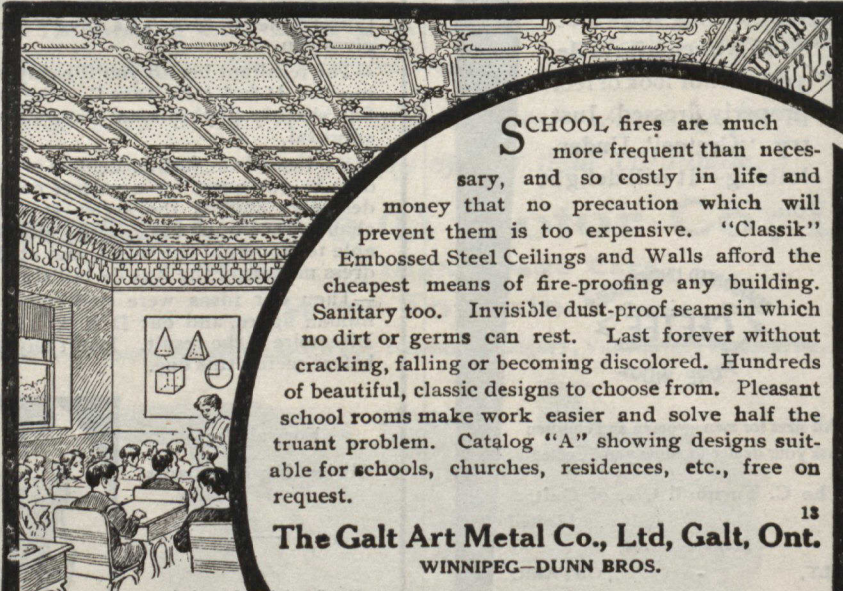 SCHOOL fires are much
more frequent than neces-
sary, and so costly in life and
money that no precaution which will
prevent them is too expensive. "Classik"
Embossed Steel Ceilings and Walls afford the
cheapest means of fire-proofing any building.
Sanitary too. Invisible dust-proof seams in which
no dirt or germs can rest. Last forever without
cracking, falling or becoming discolored. Hundreds
of beautiful, classic designs to choose from. Pleasant
school rooms make work easier and solve half the
truant problem. Catalog "A" showing designs suit-
able for schools, churches, residences, etc., free on
request.
13
The Galt Art Metal Co., Ltd, Galt, Ont.
WINNIPEG—DUNN BROS.